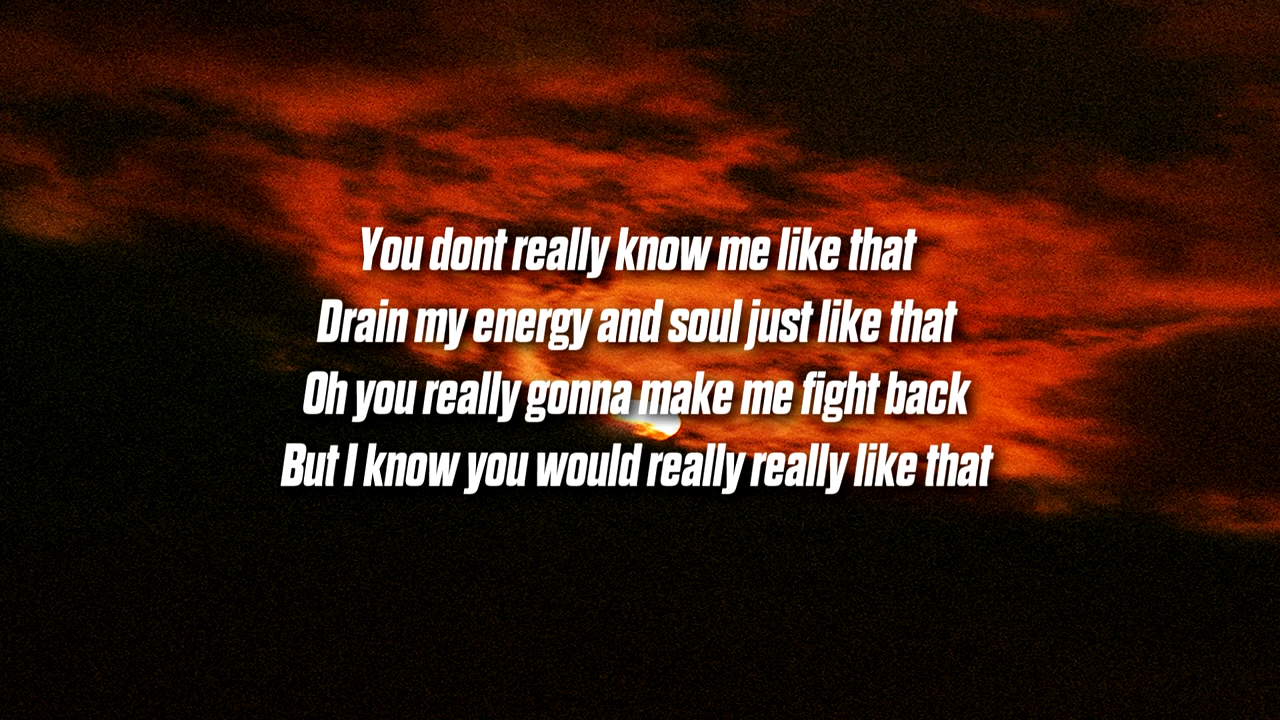 You dont really know me like that
Drain my energy and soul just like that
Oh you really gonna make me fight back
But I know you would really really like that